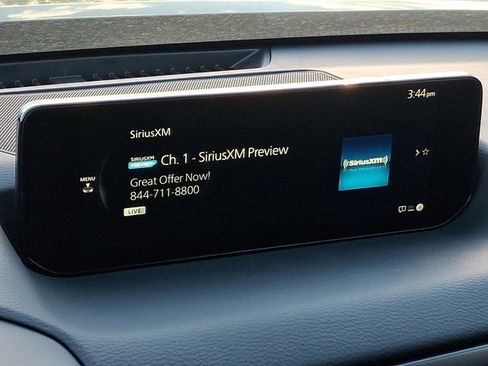 3:44pm
SiriusXM
SIRIUSXM
PREVIEW
Ch. 1 - SiriusXM Preview
MENU
Great Offer Now!
844-711-8800
LIVE
SiriusXM